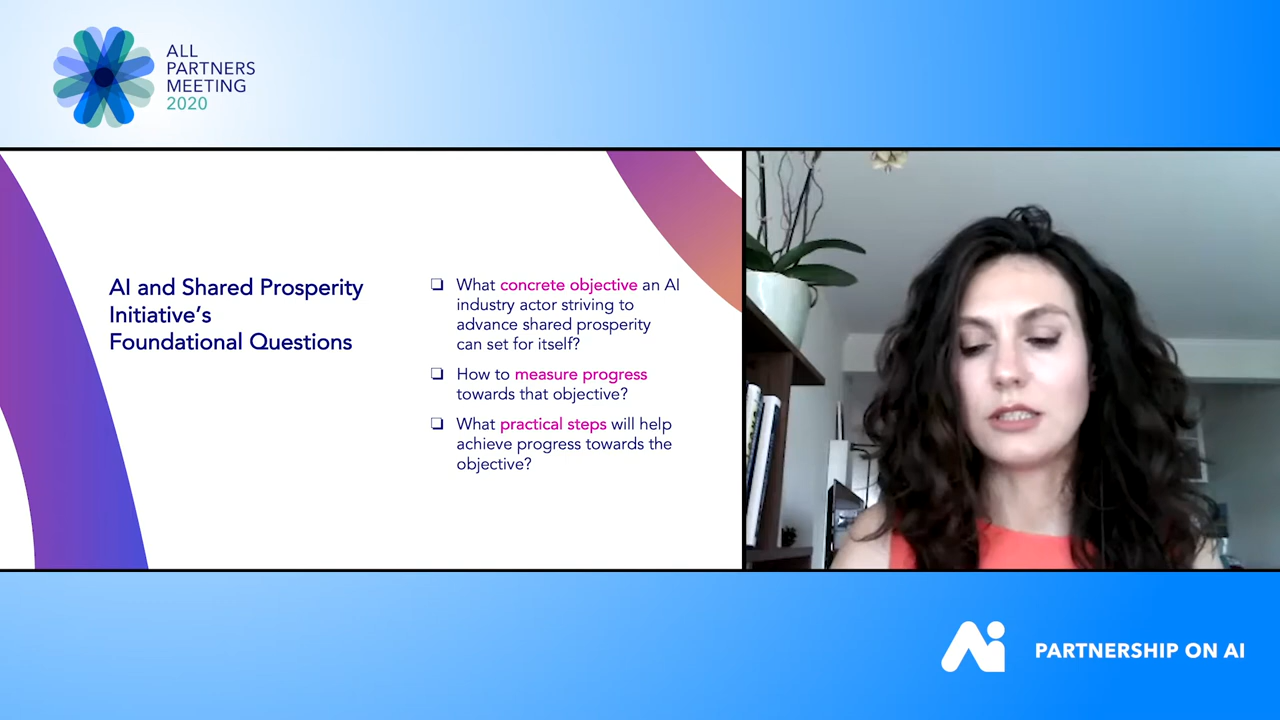 ALL
PARTNERS
MEETING
2020
AI and Shared Prosperity
Initiative's
Foundational Questions
❏ What concrete objective an AI
industry actor striving to
advance shared prosperity
can set for itself?
❏ How to measure progress
towards that objective?
❏ What practical steps will help
achieve progress towards the
objective?
Ai PARTNERSHIP ON AI